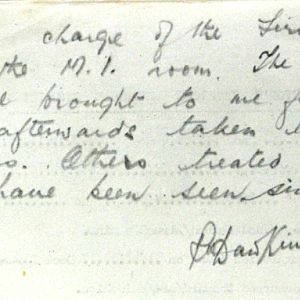 charge of the
the M.I. room. The
brought to me
afterwards taken
Others treated
have been seen